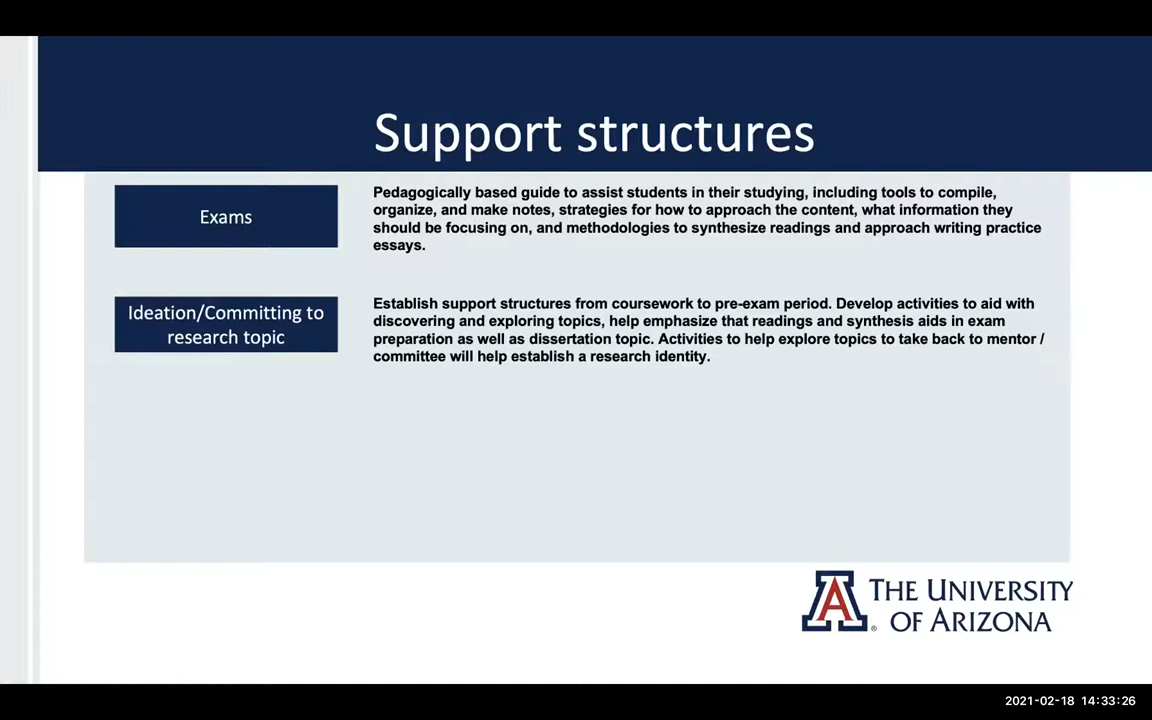 Support structures
Exams
Pedagogically based guide to assist students in their studying, including tools to compile,
organize, and make notes, strategies for how to approach the content, what information they
should be focusing on, and methodologies to synthesize readings and approach writing practice
essays.
Ideation/Committing to
research topic
Establish support structures from coursework to pre-exam period. Develop activities to aid with
discovering and exploring topics, help emphasize that readings and synthesis aids in exam
preparation as well as dissertation topic. Activities to help explore topics to take back to mentor /
committee will help establish a research identity.
A®
THE UNIVERSITY
OF ARIZONA
2021-02-18 14:33:26